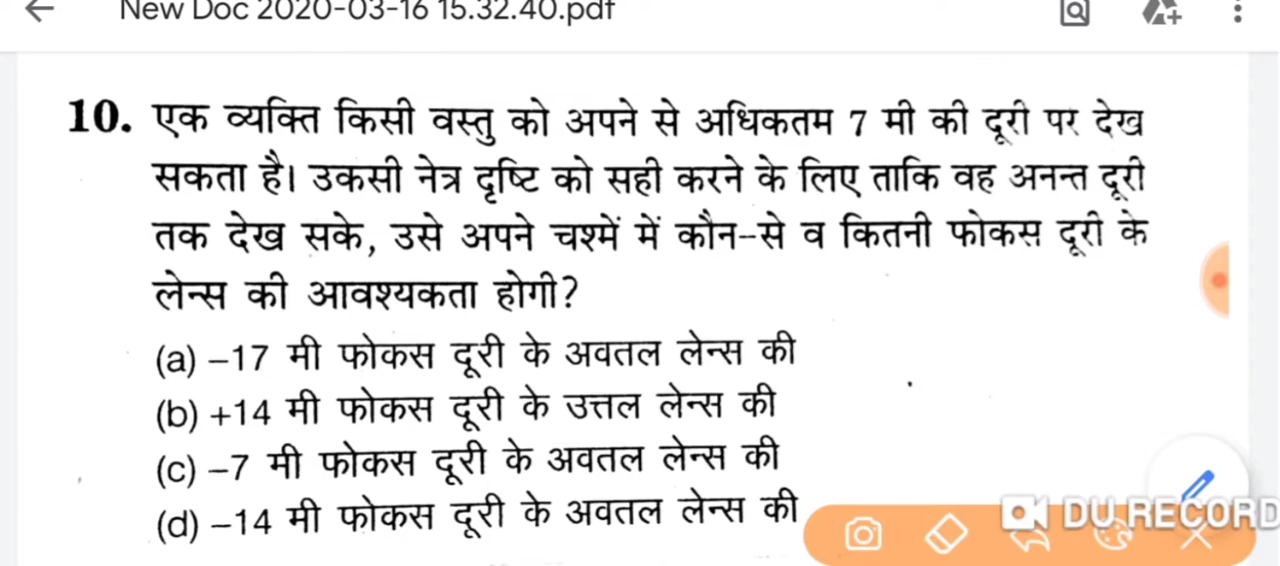 New Doc 2020-03-16 15.32.40.pdf
10. एक व्यक्ति किसी वस्तु को अपने से अधिकतम 7 मी की दूरी पर देख
सकता है। उकसी नेत्र दृष्टि को सही करने के लिए ताकि वह अनन्त दूरी
तक देख सके, उसे अपने चश्में में कौन-से व कितनी फोकस दूरी के
लेन्स की आवश्यकता होगी?
(a) –17 मी फोकस दूरी के अवतल लेन्स की
(b) +14 मी फोकस दूरी के उत्तल लेन्स की
(c) –7 मी फोकस दूरी के अवतल लेन्स की
(d) –14 मी फोकस दूरी के अवतल लेन्स की
DU RECORD